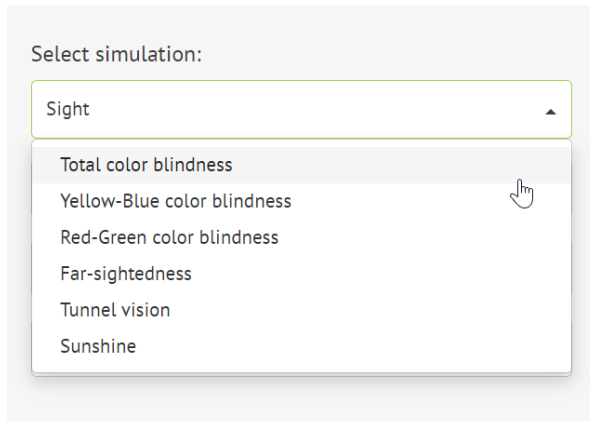 Select simulation:
Sight
Total color blindness
Yellow-Blue color blindness
Red-Green color blindness
Far-sightedness
Tunnel vision
Sunshine